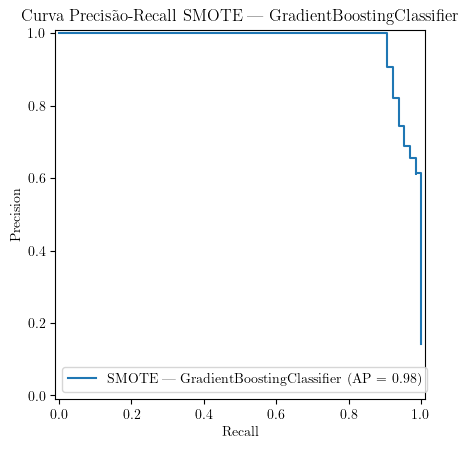 Curva Precisão-Recall SMOTE — GradientBoostingClassifier
1.0
0.8
0.6
0.4
0.2
0.0
Precision
SMOTE — GradientBoostingClassifier (AP = 0.98)
0.0 0.2 0.4 0.6 0.8 1.0
Recall